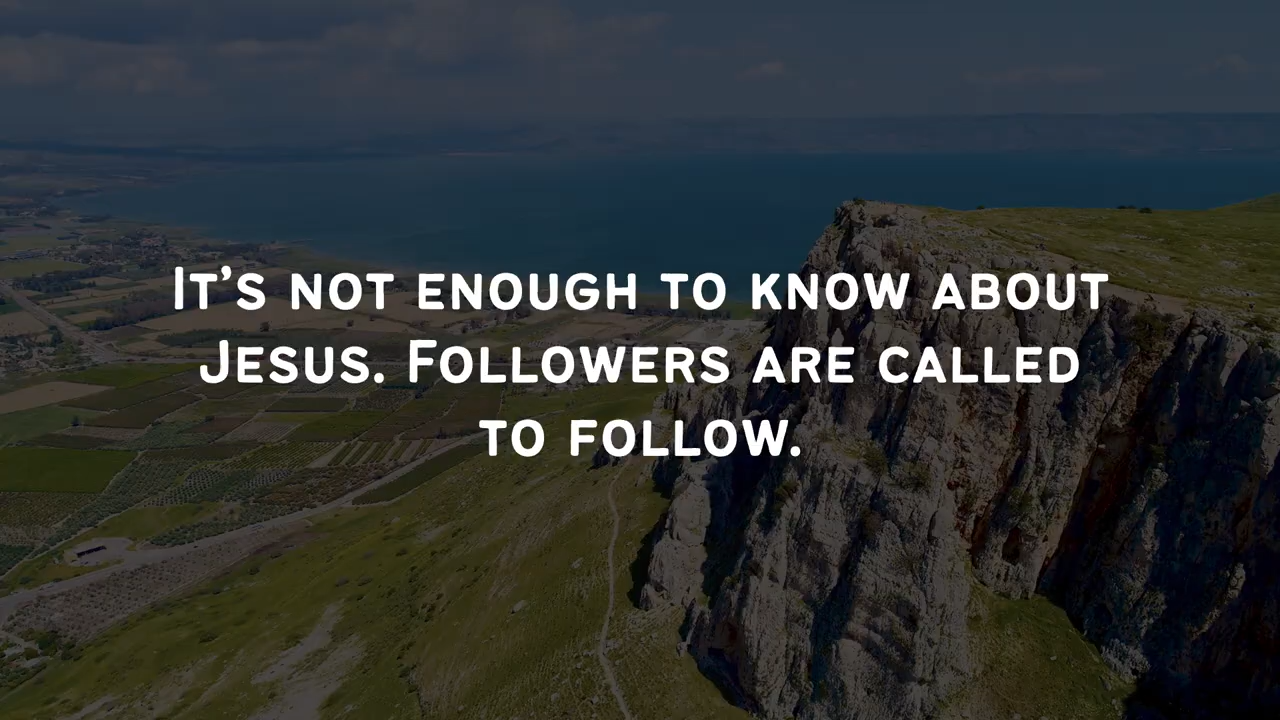 It’s not enough to know about
Jesus. Followers are called
to follow.